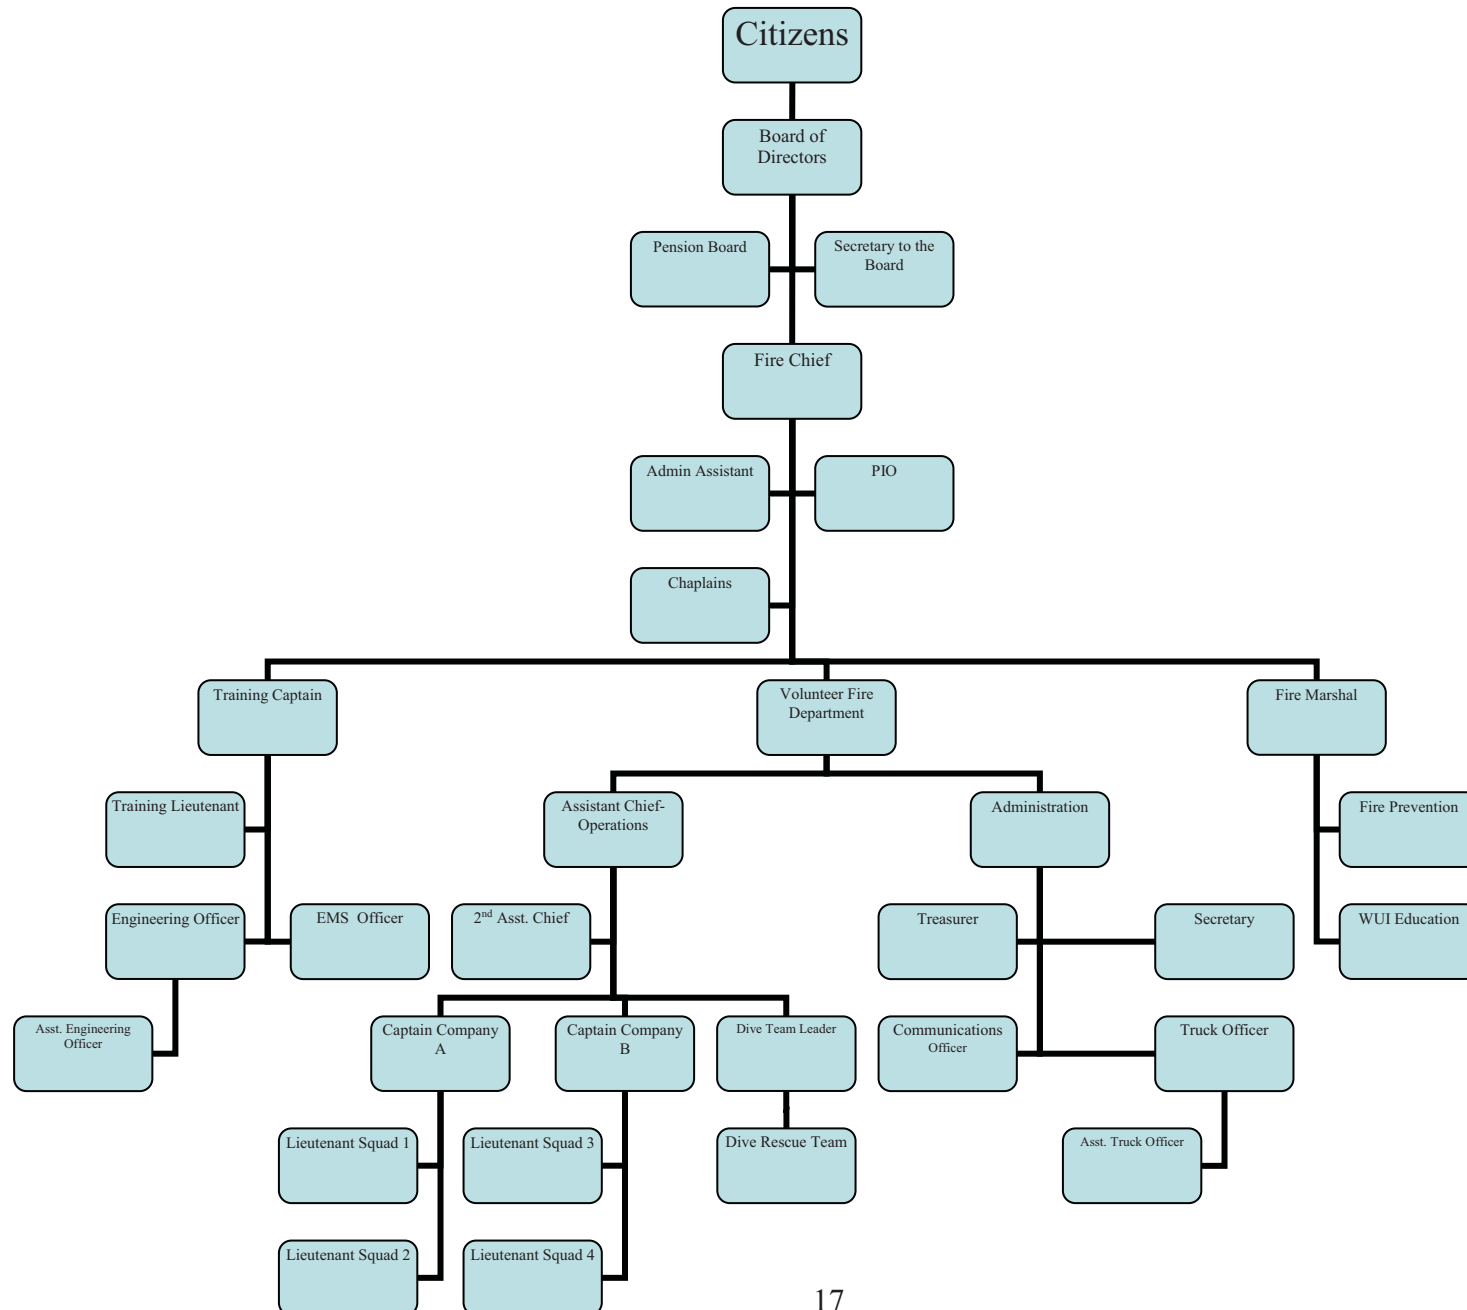 Citizens
Board of
Directors
Pension Board
Secretary to the
Board
Fire Chief
Admin Assistant
PIO
Chaplains
Training Captain
Volunteer Fire
Department
Fire Marshal
Training Lieutenant
Assistant Chief-
Operations
Administration
Fire Prevention
Engineering Officer
EMS Officer
2nd Asst. Chief
Treasurer
Secretary
WUI Education
Asst. Engineering
Officer
Captain Company
A
Captain Company
B
Dive Team Leader
Communications
Officer
Truck Officer
Lieutenant Squad 1
Lieutenant Squad 3
Dive Rescue Team
Asst. Truck Officer
Lieutenant Squad 2
Lieutenant Squad 4
17